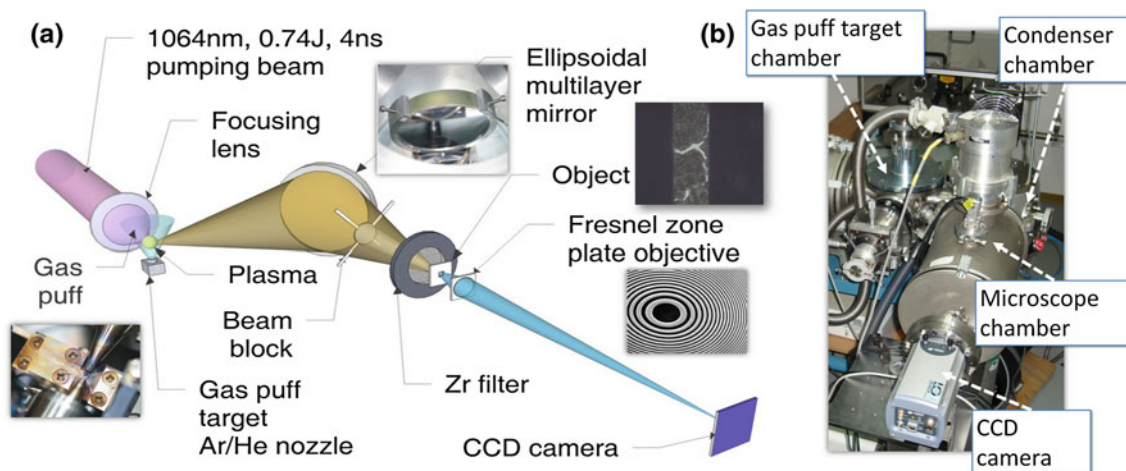 (a)
1064nm, 0.74J, 4ns
pumping beam
Focusing
lens
Ellipsoidal
multilayer
mirror
Object
Fresnel zone
plate objective
Gas
puff
Plasma
Beam
block
Zr filter
Gas puff
target
Ar/He nozzle
CCD camera
(b)
Gas puff target
chamber
Condenser
chamber
Microscope
chamber
CCD
camera